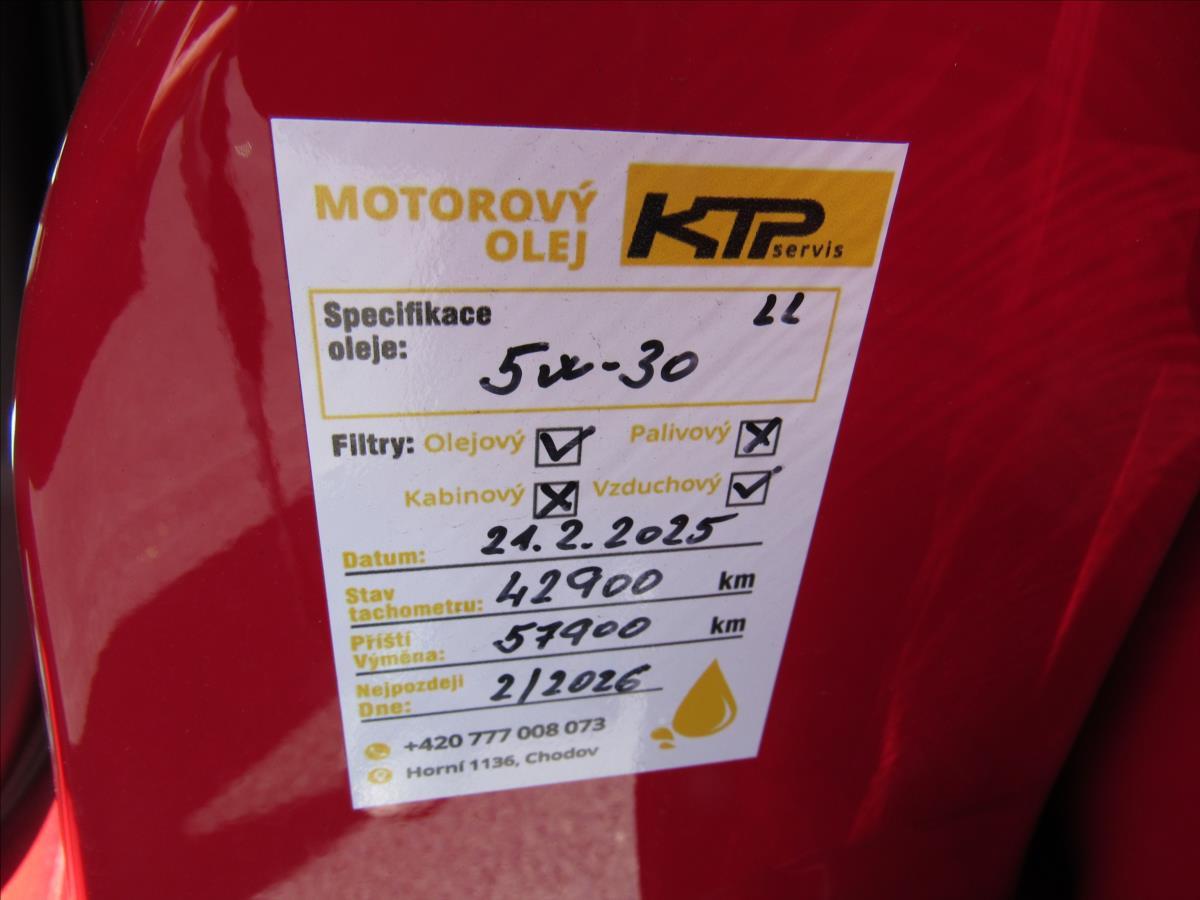 MOTOROVÝ OLEJ
KTP servis
Specifikace oleje: LL
5w-30
Filtry: Olejový ☑ Palivový ☒
Kabinový ☒ Vzduchový ☑
Datum: 21.2.2025
Stav tachometru: 42900 km
Příští Výměna: 57900 km
Nejpozdeji Dne: 2/2026
+420 777 008 073
Horní 1136, Chodov